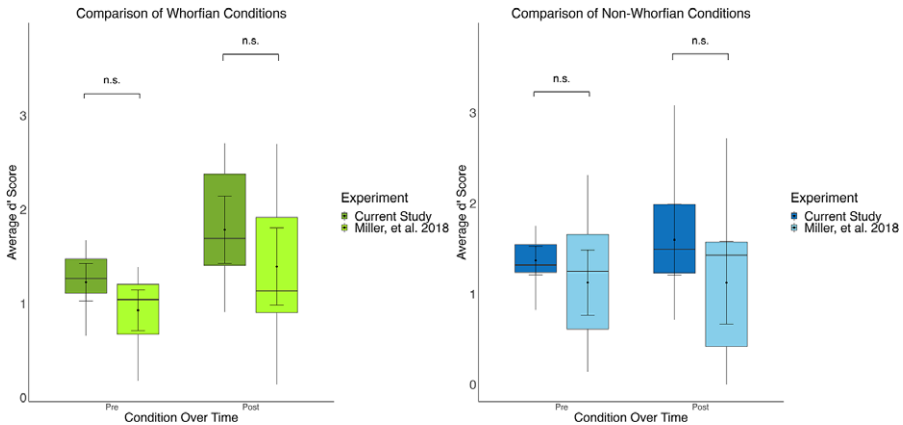 Comparison of Whorfian Conditions
n.s.
n.s.
3
2
1
0
Average d' Score
Pre
Post
Condition Over Time
Experiment
Current Study
Miller, et al. 2018
Comparison of Non-Whorfian Conditions
n.s.
n.s.
3
2
1
0
Average d' Score
Pre
Post
Condition Over Time
Experiment
Current Study
Miller, et al. 2018